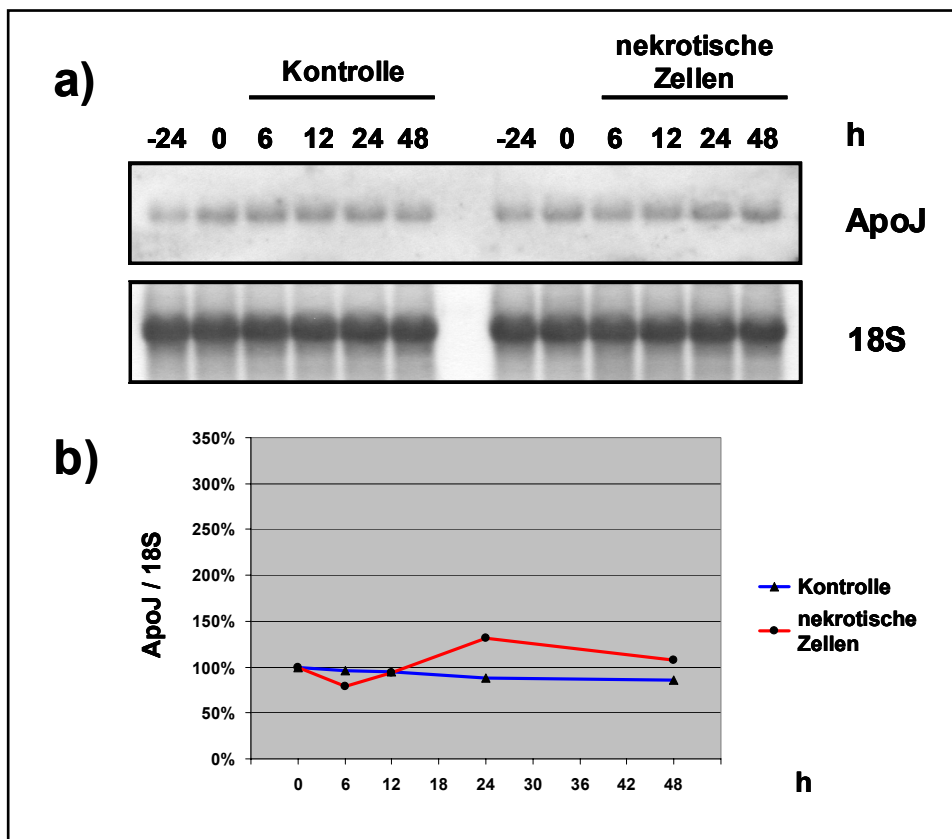 a)
Kontrolle
nekrotische
Zellen
-24 0 6 12 24 48 -24 0 6 12 24 48 h
ApoJ
18S
b)
ApoJ / 18S
350%
300%
250%
200%
150%
100%
50%
0%
0 6 12 18 24 30 36 42 48 h
Kontrolle
nekrotische
Zellen